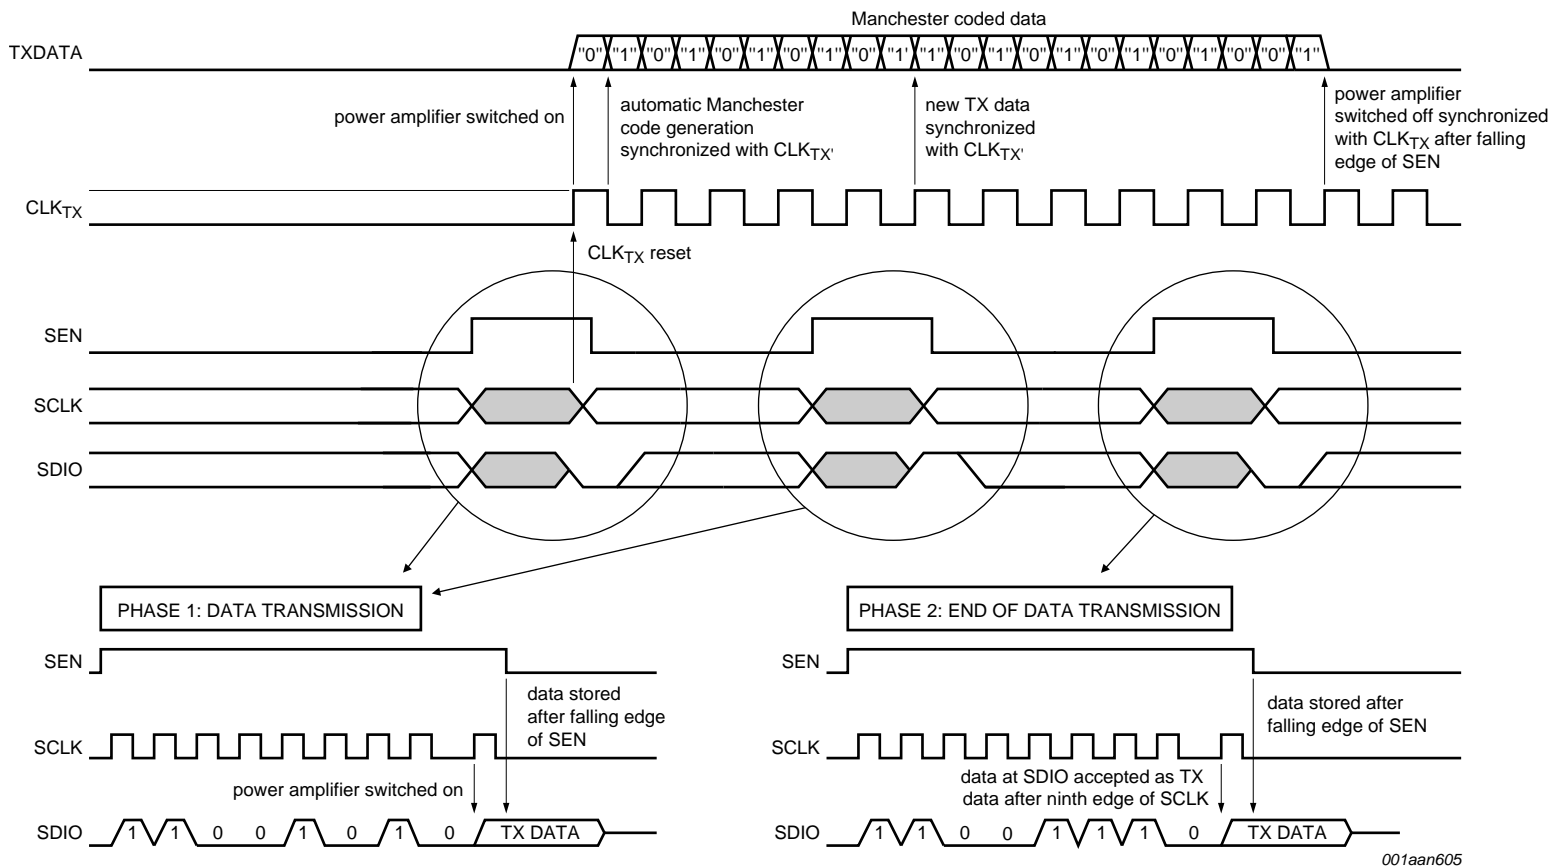 Manchester coded data
TXDATA
"0" "1" "0" "1" "0" "1" "0" "1" "0" "1' "1" "0" "1" "0" "1" "0" "1" "0" "1" "0" "0" "1"
power amplifier switched on
automatic Manchester
code generation
synchronized with CLKTX'
new TX data
synchronized
with CLKTX'
power amplifier
switched off synchronized
with CLKTX after falling
edge of SEN
CLKTX
CLKTX reset
SEN
SCLK
SDIO
PHASE 1: DATA TRANSMISSION
SEN
data stored
after falling edge
of SEN
SCLK
power amplifier switched on
SDIO
1 1 0 0 1 0 1 0 TX DATA
PHASE 2: END OF DATA TRANSMISSION
SEN
data stored after
falling edge of SEN
SCLK
data at SDIO accepted as TX
data after ninth edge of SCLK
SDIO
1 1 0 0 1 1 1 0 TX DATA
001aan605